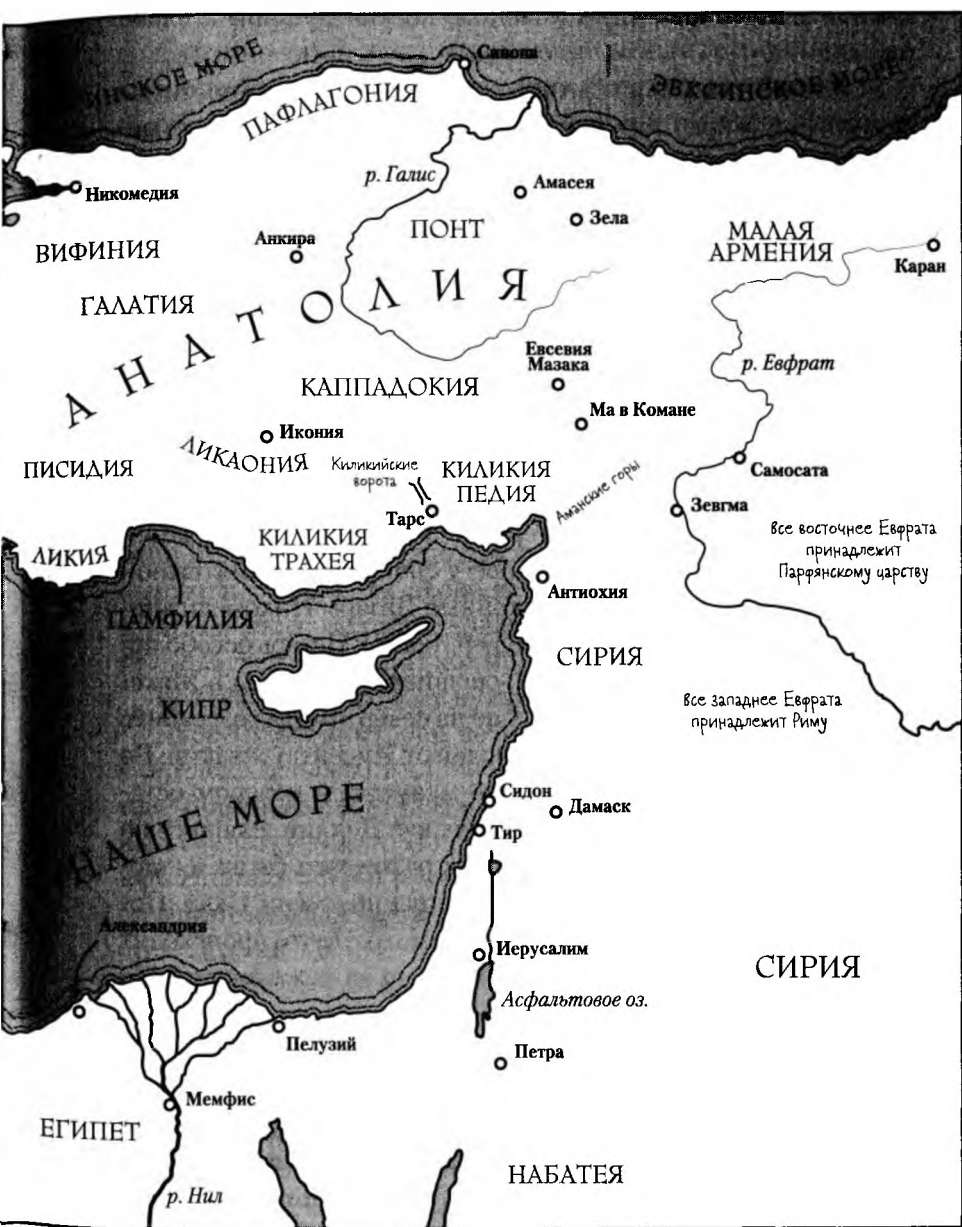 ИНСКОЕ МОРЕ
Синопа
ЭВКСИНСКОЕ МОРЕ
ПАФЛАГОНИЯ
р. Галис
Амасея
Никомедия
Зела
ПОНТ
МАЛАЯ
АРМЕНИЯ
Анкира
ВИФИНИЯ
Каран
ГАЛАТИЯ
АНАТОЛИЯ
Евсевия
Мазака
р. Евфрат
КАППАДОКИЯ
Ма в Комане
Икония
ЛИКАОНИЯ
ПИСИДИЯ
Киликийские
ворота
КИЛИКИЯ
ПЕДИЯ
Аманские горы
Самосата
Тарс
Зевгма
Все восточнее Евфрата
принадлежит
Парфянскому царству
КИЛИКИЯ
ТРАХЕЯ
ЛИКИЯ
Антиохия
ПАМФИЛИЯ
СИРИЯ
КИПР
Все западнее Евфрата
принадлежит Риму
НАШЕ МОРЕ
Сидон
Дамаск
Тир
Александрия
Иерусалим
СИРИЯ
Асфальтовое оз.
Пелузий
Петра
Мемфис
ЕГИПЕТ
НАБАТЕЯ
р. Нил